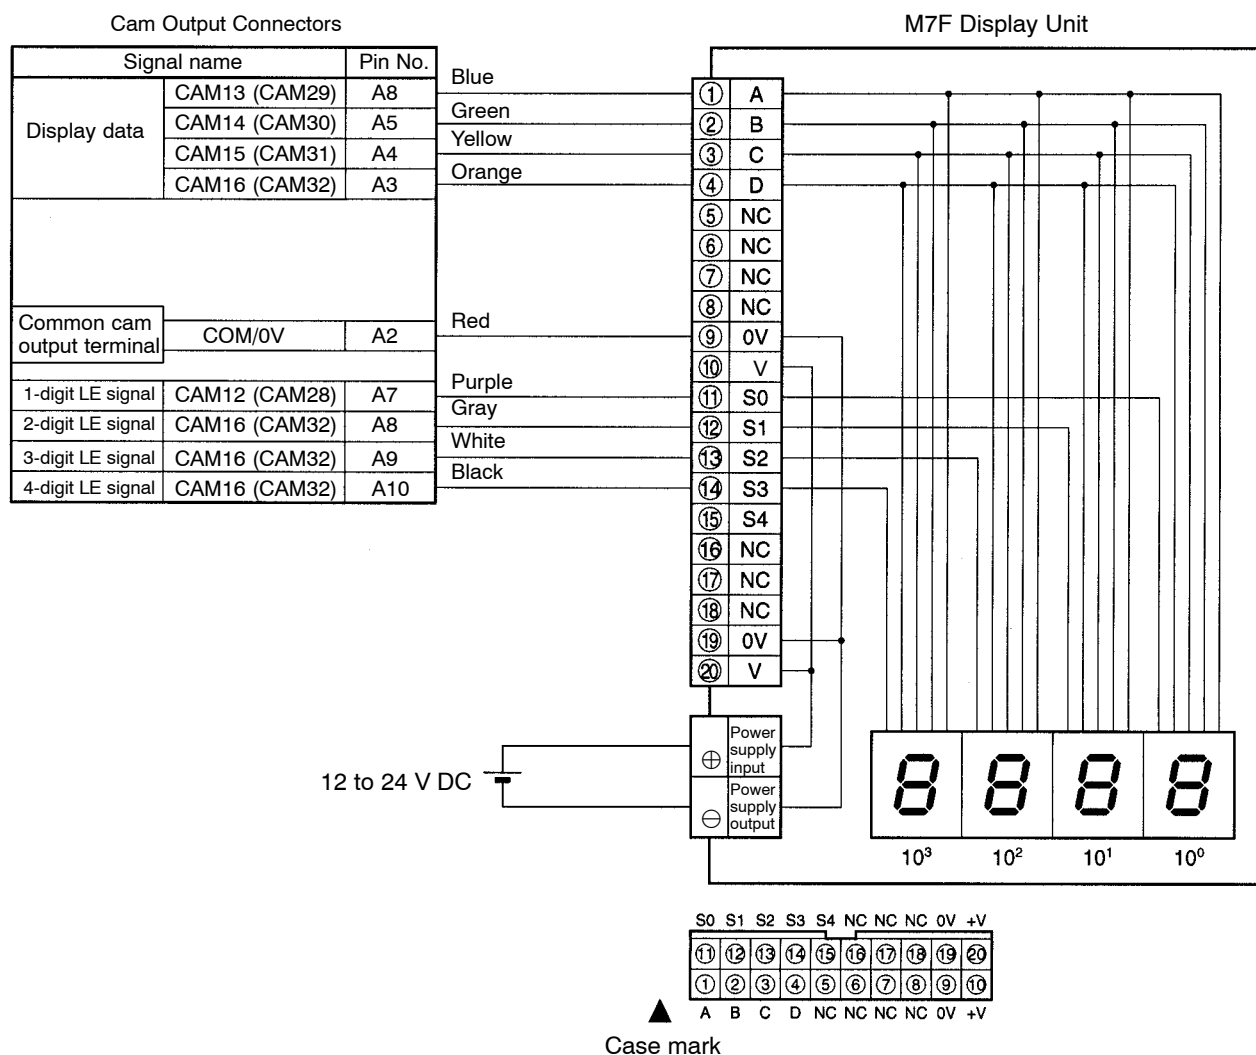 Cam Output Connectors
M7F Display Unit
Signal name Pin No.
Display data
CAM13 (CAM29) A8
CAM14 (CAM30) A5
CAM15 (CAM31) A4
CAM16 (CAM32) A3
Common cam
output terminal
COM/0V A2
1-digit LE signal CAM12 (CAM28) A7
2-digit LE signal CAM16 (CAM32) A8
3-digit LE signal CAM16 (CAM32) A9
4-digit LE signal CAM16 (CAM32) A10
Blue
Green
Yellow
Orange
Red
Purple
Gray
White
Black
① A
② B
③ C
④ D
⑤ NC
⑥ NC
⑦ NC
⑧ NC
⑨ 0V
⑩ V
⑪ S0
⑫ S1
⑬ S2
⑭ S3
⑮ S4
⑯ NC
⑰ NC
⑱ NC
⑲ 0V
⑳ V
12 to 24 V DC
⊕ Power
supply
input
⊖ Power
supply
output
8 8 8 8
10³ 10² 10¹ 10⁰
S0 S1 S2 S3 S4 NC NC NC 0V +V
⑪ ⑫ ⑬ ⑭ ⑮ ⑯ ⑰ ⑱ ⑲ ⑳
① ② ③ ④ ⑤ ⑥ ⑦ ⑧ ⑨ ⑩
A B C D NC NC NC NC 0V +V
▲
Case mark